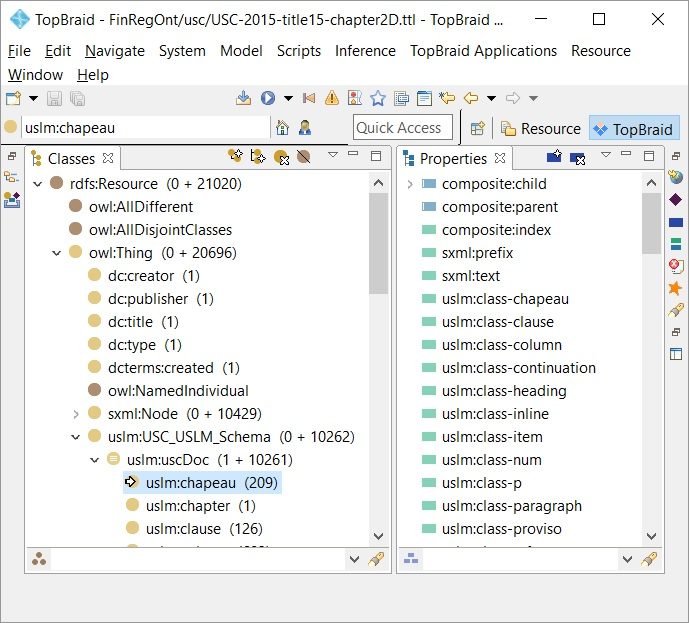 TopBraid - FinRegOnt/usc/USC-2015-title15-chapter2D.ttl - TopBraid ...
File Edit Navigate System Model Scripts Inference TopBraid Applications Resource
Window Help
uslm:chapeau
Quick Access
Resource
TopBraid
Classes
rdfs:Resource (0 + 21020)
owl:AllDifferent
owl:AllDisjointClasses
owl:Thing (0 + 20696)
dc:creator (1)
dc:publisher (1)
dc:title (1)
dc:type (1)
dcterms:created (1)
owl:NamedIndividual
sxml:Node (0 + 10429)
uslm:USC_USLM_Schema (0 + 10262)
uslm:uscDoc (1 + 10261)
uslm:chapeau (209)
uslm:chapter (1)
uslm:clause (126)
Properties
composite:child
composite:parent
composite:index
sxml:prefix
sxml:text
uslm:class-chapeau
uslm:class-clause
uslm:class-column
uslm:class-continuation
uslm:class-heading
uslm:class-inline
uslm:class-item
uslm:class-num
uslm:class-p
uslm:class-paragraph
uslm:class-proviso